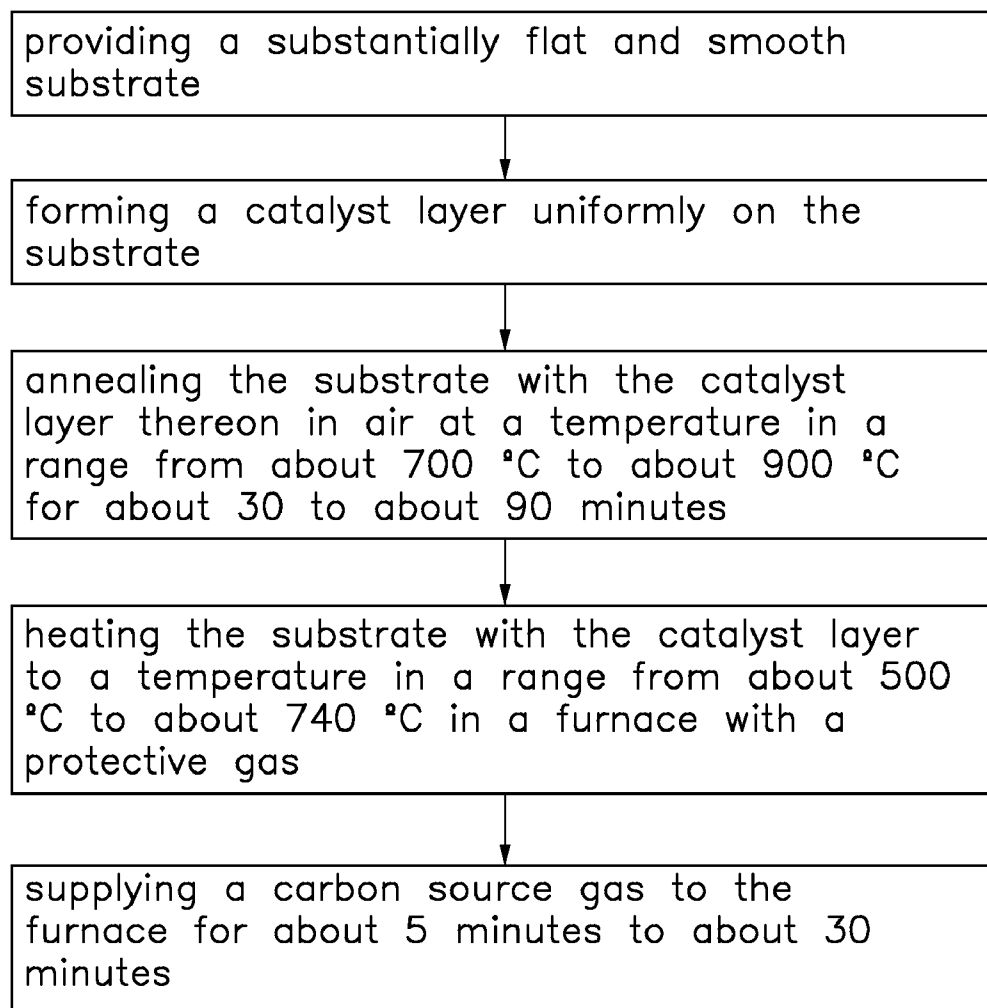 providing a substantially flat and smooth
substrate
forming a catalyst layer uniformly on the
substrate
annealing the substrate with the catalyst
layer thereon in air at a temperature in a
range from about 700 ºC to about 900 ºC
for about 30 to about 90 minutes
heating the substrate with the catalyst layer
to a temperature in a range from about 500
ºC to about 740 ºC in a furnace with a
protective gas
supplying a carbon source gas to the
furnace for about 5 minutes to about 30
minutes